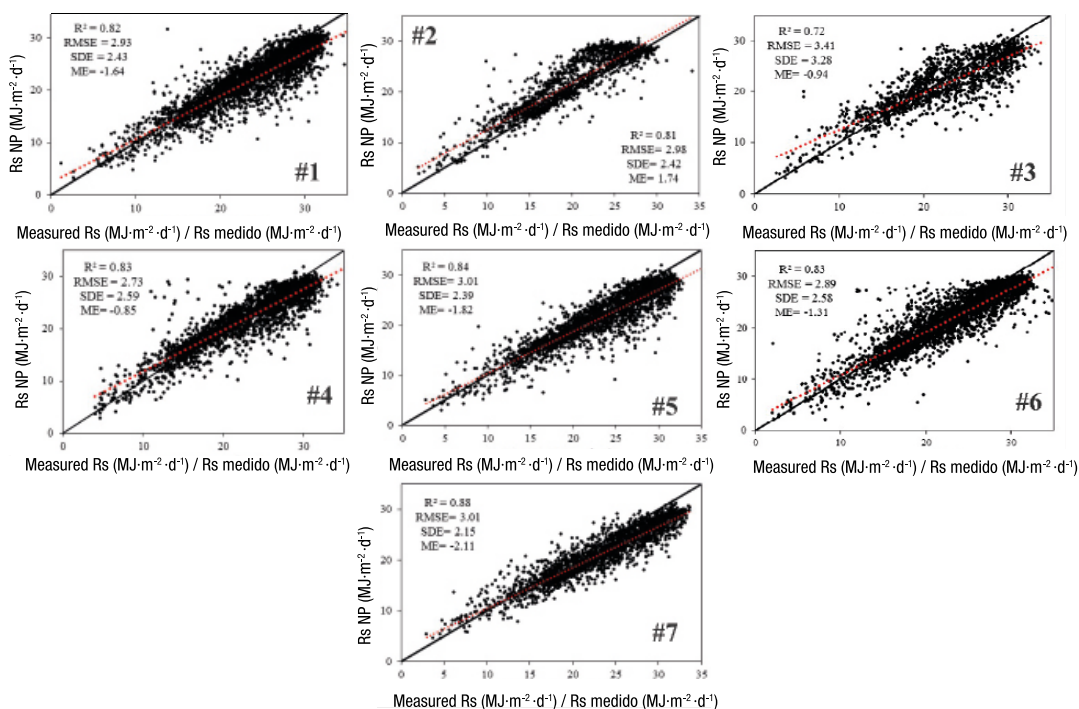 R² = 0.82
RMSE = 2.93
SDE = 2.43
ME= -1.64
#1
Rs NP (MJ·m⁻²·d⁻¹)
30
20
10
0
0 10 20 30
Measured Rs (MJ·m⁻²·d⁻¹) / Rs medido (MJ·m⁻²·d⁻¹)
#2
R² = 0.81
RMSE = 2.98
SDE = 2.42
ME = 1.74
Rs NP (MJ·m⁻²·d⁻¹)
30
20
10
0
0 5 10 15 20 25 30 35
Measured Rs (MJ·m⁻²·d⁻¹) / Rs medido (MJ·m⁻²·d⁻¹)
R² = 0.72
RMSE = 3.41
SDE = 3.28
ME= -0.94
#3
Rs NP (MJ·m⁻²·d⁻¹)
30
20
10
0
0 10 20 30
Measured Rs (MJ·m⁻²·d⁻¹) / Rs medido (MJ·m⁻²·d⁻¹)
R² = 0.83
RMSE= 2.73
SDE = 2.59
ME= -0.85
#4
Rs NP (MJ·m⁻²·d⁻¹)
30
20
10
0
0 10 20 30
Measured Rs (MJ·m⁻²·d⁻¹) / Rs medido (MJ·m⁻²·d⁻¹)
R² = 0.84
RMSE= 3.01
SDE = 2.39
ME= -1.82
#5
Rs NP (MJ·m⁻²·d⁻¹)
30
20
10
0
0 5 10 15 20 25 30 35
Measured Rs (MJ·m⁻²·d⁻¹) / Rs medido (MJ·m⁻²·d⁻¹)
R² = 0.83
RMSE= 2.89
SDE = 2.58
ME= -1.31
#6
Rs NP (MJ·m⁻²·d⁻¹)
30
20
10
0
0 10 20 30
Measured Rs (MJ·m⁻²·d⁻¹) / Rs medido (MJ·m⁻²·d⁻¹)
R² = 0.88
RMSE= 3.01
SDE = 2.15
ME= -2.11
#7
Rs NP (MJ·m⁻²·d⁻¹)
30
20
10
0
0 5 10 15 20 25 30 35
Measured Rs (MJ·m⁻²·d⁻¹) / Rs medido (MJ·m⁻²·d⁻¹)